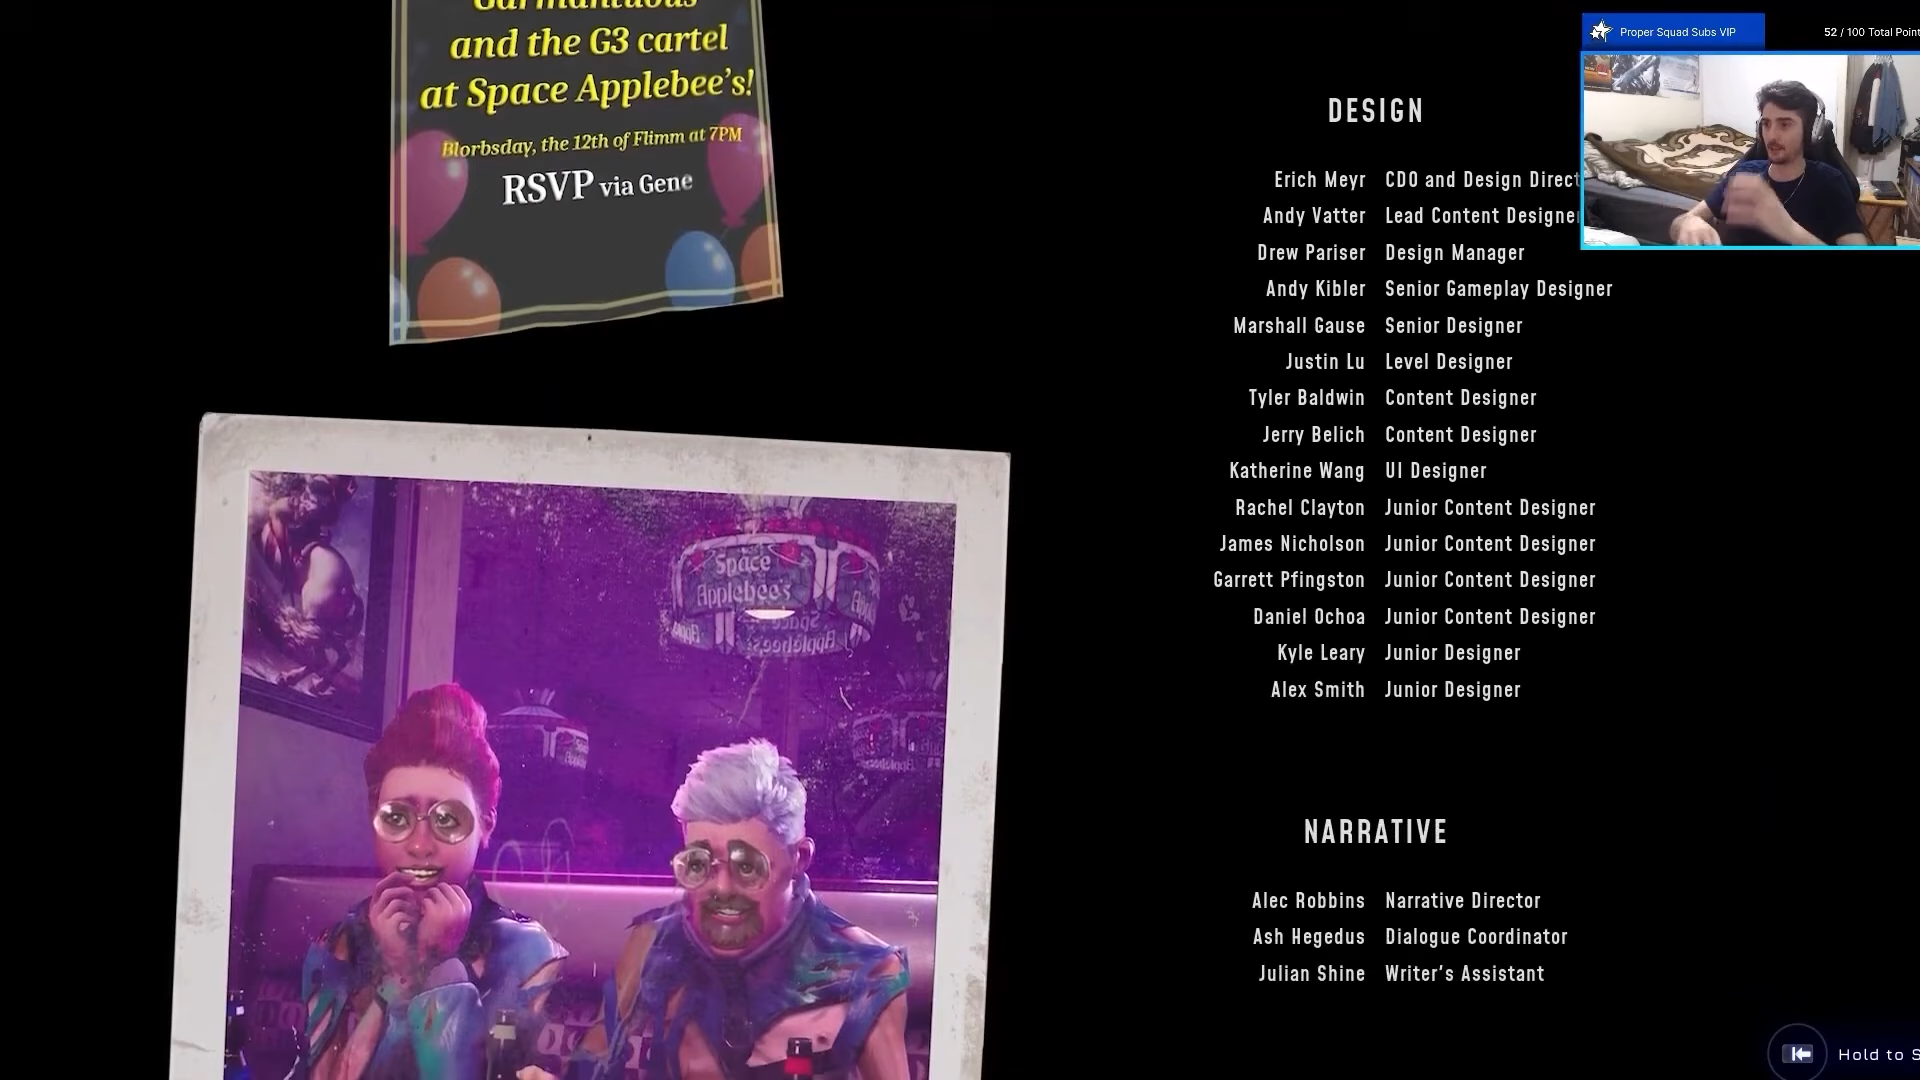 Garmantuous
and the G3 cartel
at Space Applebee's!
Blorbsday, the 12th of Flimm at 7PM
RSVP via Gene
Space
Applebee's
Proper Squad Subs VIP
52 / 100 Total Point
DESIGN
Erich Meyr CDO and Design Direct
Andy Vatter Lead Content Designer
Drew Pariser Design Manager
Andy Kibler Senior Gameplay Designer
Marshall Gause Senior Designer
Justin Lu Level Designer
Tyler Baldwin Content Designer
Jerry Belich Content Designer
Katherine Wang UI Designer
Rachel Clayton Junior Content Designer
James Nicholson Junior Content Designer
Garrett Pfingston Junior Content Designer
Daniel Ochoa Junior Content Designer
Kyle Leary Junior Designer
Alex Smith Junior Designer
NARRATIVE
Alec Robbins Narrative Director
Ash Hegedus Dialogue Coordinator
Julian Shine Writer's Assistant
Hold to S